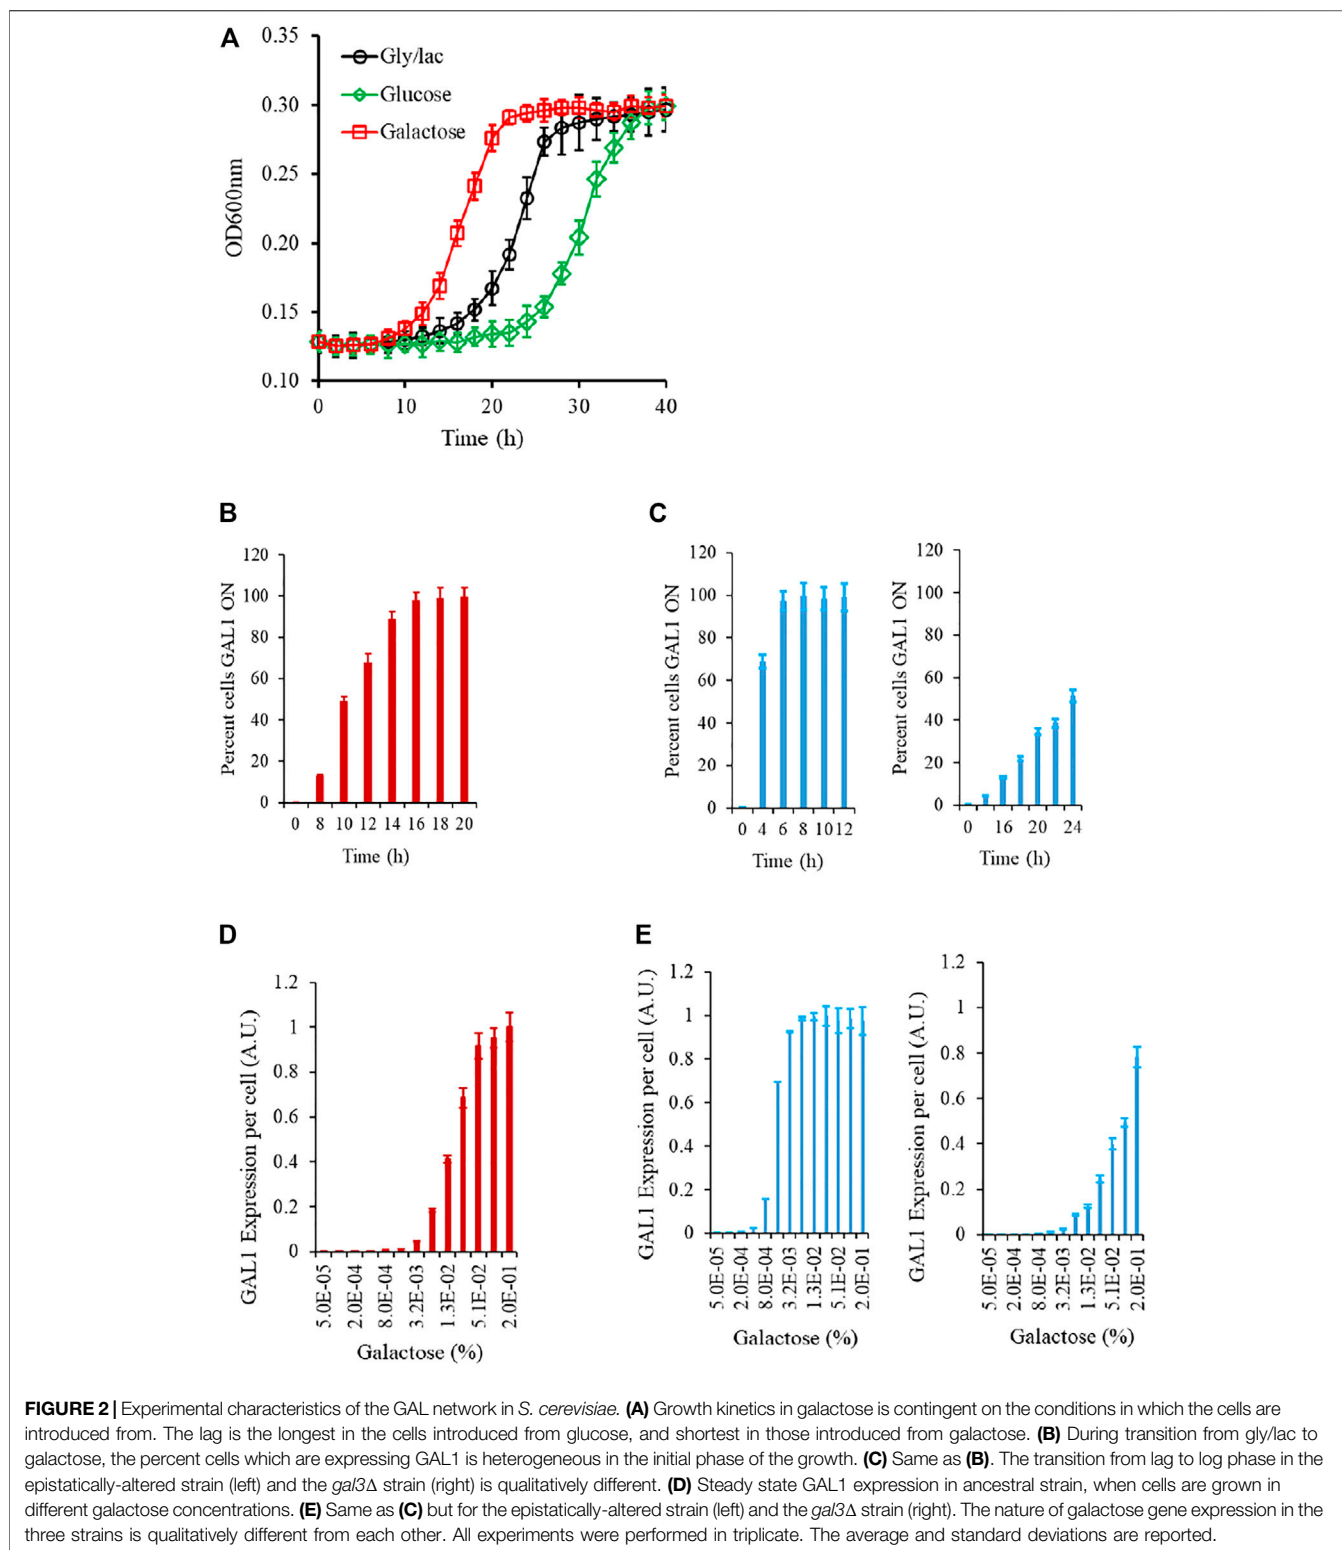 A
0.35
0.30
0.25
0.20
0.15
0.10
OD600nm
Gly/lac
Glucose
Galactose
0 10 20 30 40
Time (h)
B
120
100
80
60
40
20
0
Percent cells GAL1 ON
0 8 10 12 14 16 18 20
Time (h)
C
120
100
80
60
40
20
0
Percent cells GAL1 ON
0 4 6 8 10 12
Time (h)
120
100
80
60
40
20
0
Percent cells GAL1 ON
0 16 20 24
Time (h)
D
1.2
1
0.8
0.6
0.4
0.2
0
GAL1 Expression per cell (A.U.)
5.0E-05 2.0E-04 8.0E-04 3.2E-03 1.3E-02 5.1E-02 2.0E-01
Galactose (%)
E
1.2
1
0.8
0.6
0.4
0.2
0
GAL1 Expression per cell (A.U.)
5.0E-05 2.0E-04 8.0E-04 3.2E-03 1.3E-02 5.1E-02 2.0E-01
Galactose (%)
1.2
1
0.8
0.6
0.4
0.2
0
GAL1 Expression per cell (A.U.)
5.0E-05 2.0E-04 8.0E-04 3.2E-03 1.3E-02 5.1E-02 2.0E-01
Galactose (%)
FIGURE 2 | Experimental characteristics of the GAL network in S. cerevisiae. (A) Growth kinetics in galactose is contingent on the conditions in which the cells are
introduced from. The lag is the longest in the cells introduced from glucose, and shortest in those introduced from galactose. (B) During transition from gly/lac to
galactose, the percent cells which are expressing GAL1 is heterogeneous in the initial phase of the growth. (C) Same as (B). The transition from lag to log phase in the
epistatically-altered strain (left) and the gal3Δ strain (right) is qualitatively different. (D) Steady state GAL1 expression in ancestral strain, when cells are grown in
different galactose concentrations. (E) Same as (C) but for the epistatically-altered strain (left) and the gal3Δ strain (right). The nature of galactose gene expression in the
three strains is qualitatively different from each other. All experiments were performed in triplicate. The average and standard deviations are reported.